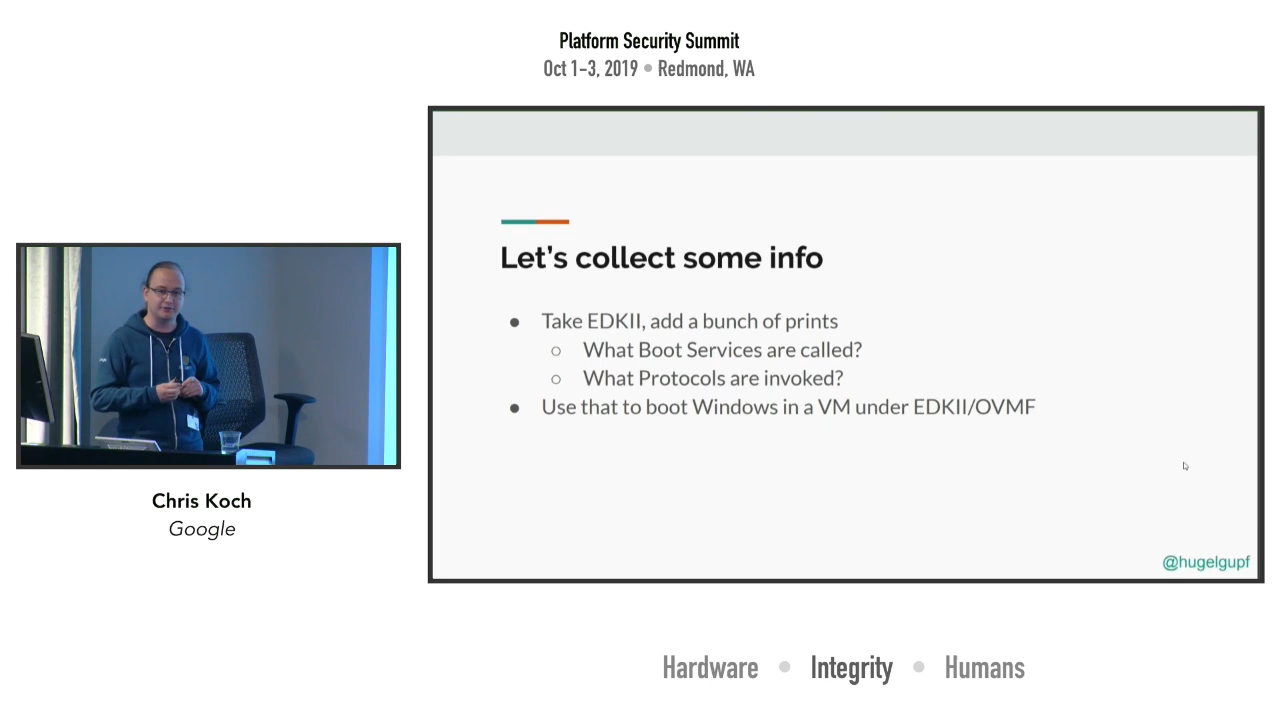 Platform Security Summit
Oct 1-3, 2019 • Redmond, WA
Let's collect some info
● Take EDKII, add a bunch of prints
○ What Boot Services are called?
○ What Protocols are invoked?
● Use that to boot Windows in a VM under EDKII/OVMF
@hugelgupf
Chris Koch
Google
Hardware • Integrity • Humans